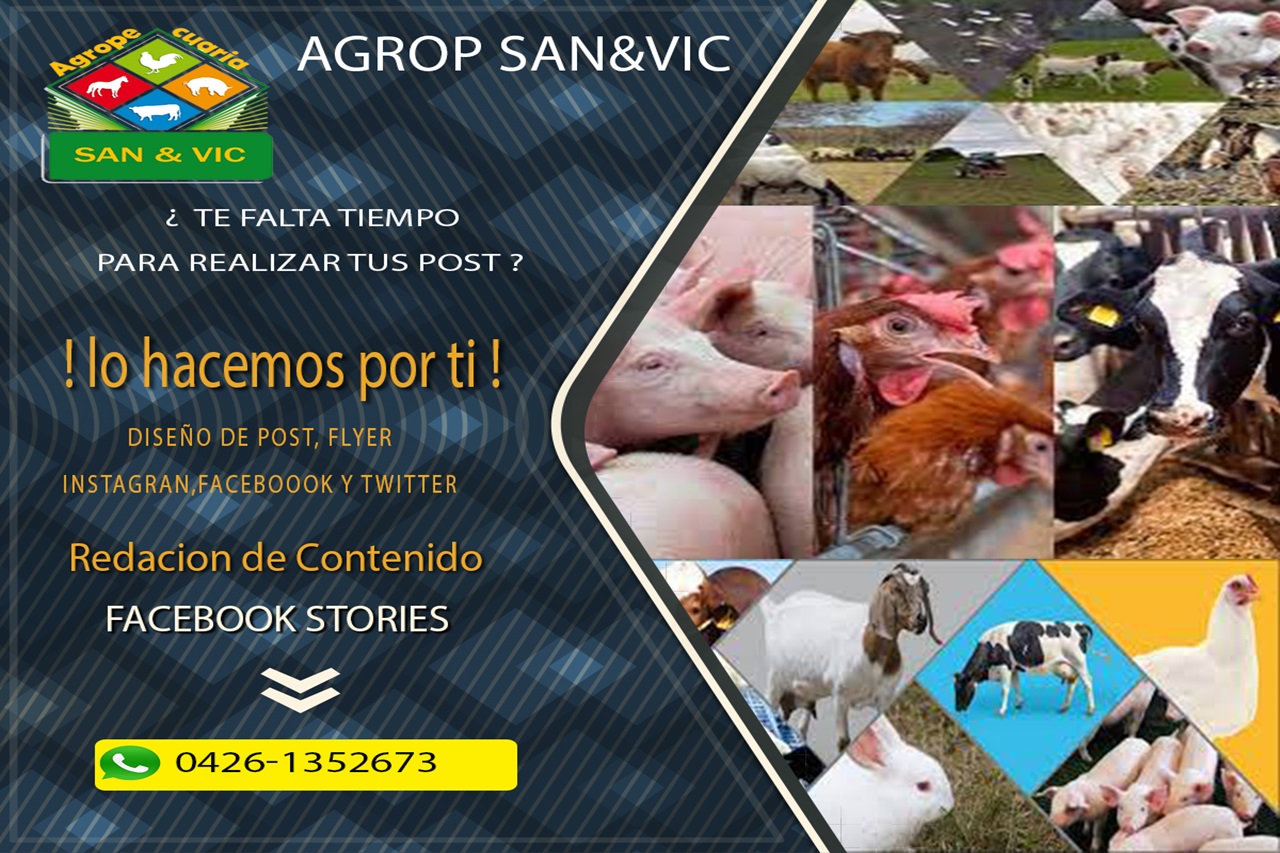 Agropecuaria
SAN & VIC
AGROP SAN&VIC
¿ TE FALTA TIEMPO
PARA REALIZAR TUS POST ?
! lo hacemos por ti !
DISEÑO DE POST, FLYER
INSTAGRAN,FACEBOOOK Y TWITTER
Redacion de Contenido
FACEBOOK STORIES
0426-1352673